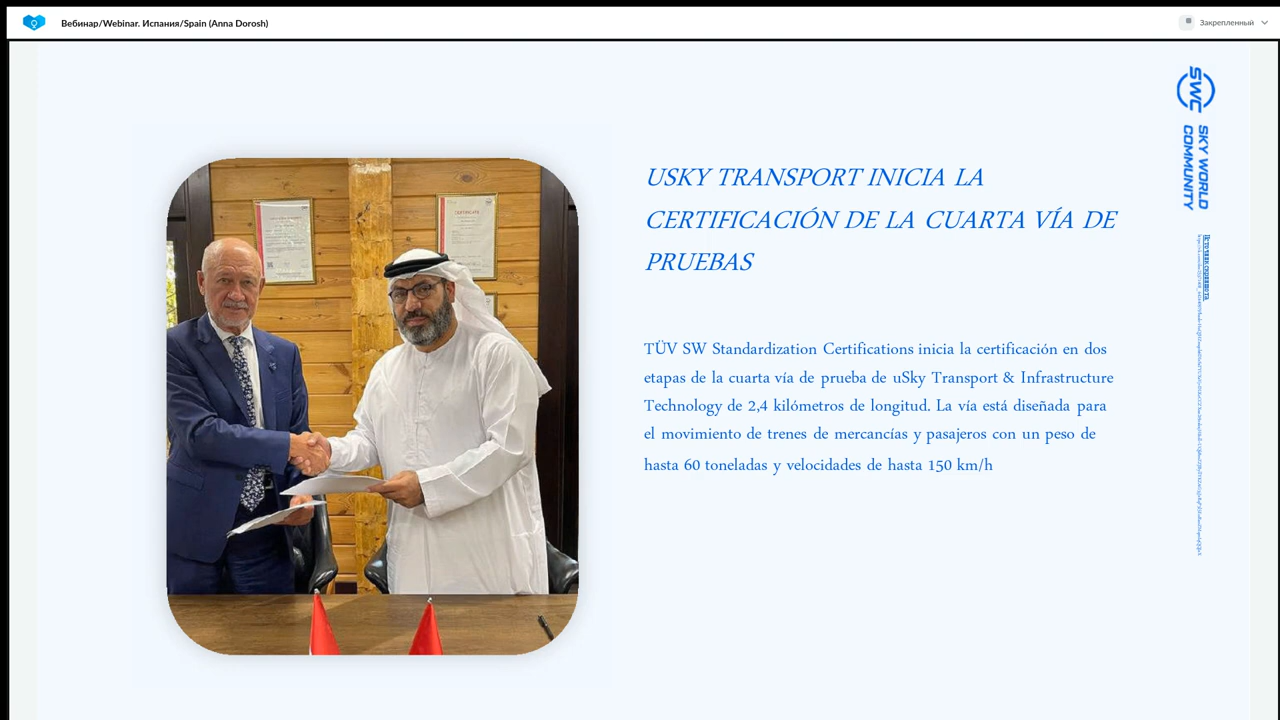 Вебинар/Webinar. Испания/Spain (Anna Dorosh)
Закрепленный
SWC
SKY WORLD
COMMUNITY
USKY TRANSPORT INICIA LA
CERTIFICACIÓN DE LA CUARTA VÍA DE
PRUEBAS
TÜV SW Standardization Certifications inicia la certificación en dos
etapas de la cuarta vía de prueba de uSky Transport & Infrastructure
Technology de 2,4 kilómetros de longitud. La vía está diseñada para
el movimiento de trenes de mercancías y pasajeros con un peso de
hasta 60 toneladas y velocidades de hasta 150 km/h